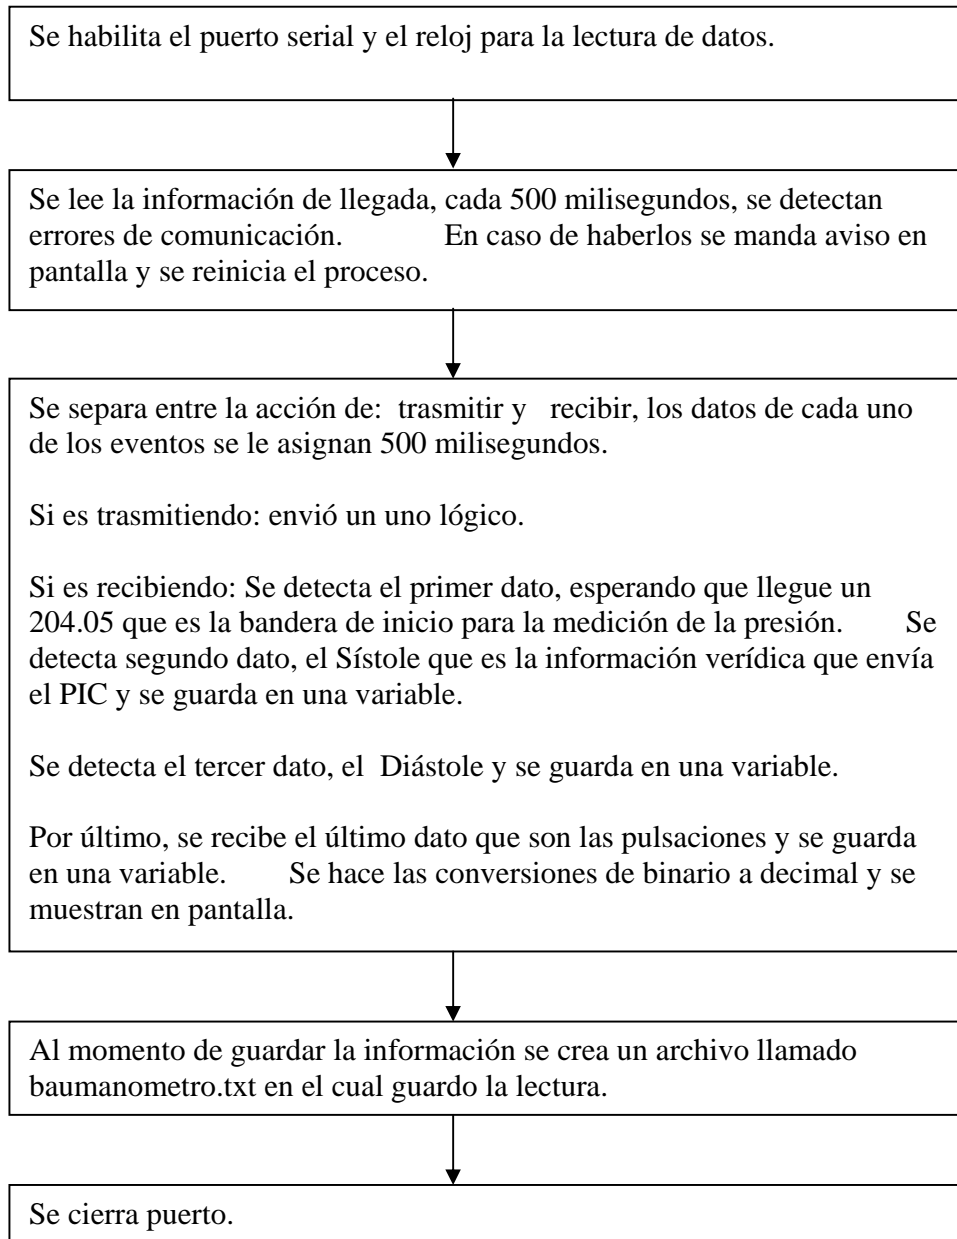 Se habilita el puerto serial y el reloj para la lectura de datos.
Se lee la información de llegada, cada 500 milisegundos, se detectan
errores de comunicación. En caso de haberlos se manda aviso en
pantalla y se reinicia el proceso.
Se separa entre la acción de: trasmitir y recibir, los datos de cada uno
de los eventos se le asignan 500 milisegundos.
Si es trasmitiendo: envió un uno lógico.
Si es recibiendo: Se detecta el primer dato, esperando que llegue un
204.05 que es la bandera de inicio para la medición de la presión. Se
detecta segundo dato, el Sístole que es la información verídica que envía
el PIC y se guarda en una variable.
Se detecta el tercer dato, el Diástole y se guarda en una variable.
Por último, se recibe el último dato que son las pulsaciones y se guarda
en una variable. Se hace las conversiones de binario a decimal y se
muestran en pantalla.
Al momento de guardar la información se crea un archivo llamado
baumanometro.txt en el cual guardo la lectura.
Se cierra puerto.